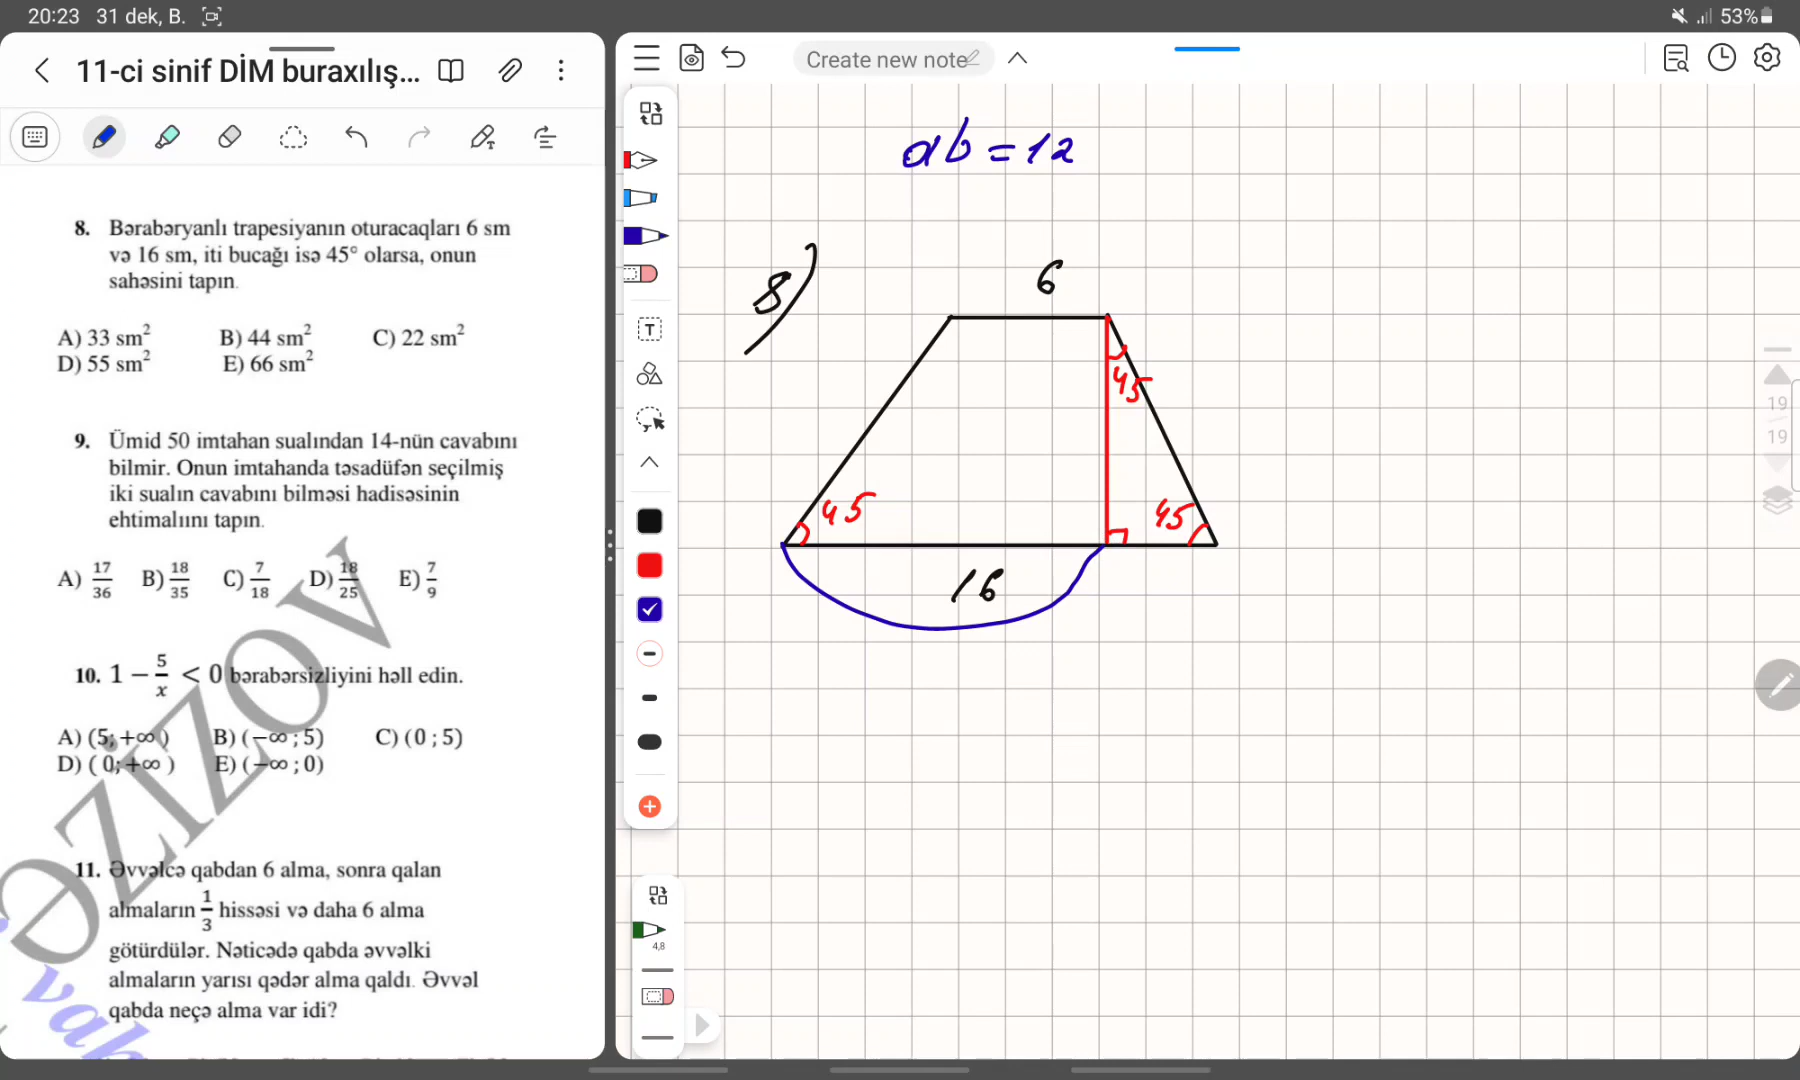 20:23 31 dek, B.
53%
11-ci sinif DİM buraxılış...
8. Bərabəryanlı trapesiyanın oturacaqları 6 sm
və 16 sm, iti bucağı isə 45° olarsa, onun
sahəsini tapın.
A) 33 sm² B) 44 sm² C) 22 sm²
D) 55 sm² E) 66 sm²
9. Ümid 50 imtahan sualından 14-nün cavabını
bilmir. Onun imtahanda təsadüfən seçilmiş
iki sualın cavabını bilməsi hadisəsinin
ehtimalıını tapın.
A) 17/36 B) 18/35 C) 7/18 D) 18/25 E) 7/9
10. 1 − 5/x < 0 bərabərsizliyini həll edin.
A) (5; +∞ ) B) (−∞ ; 5) C) (0 ; 5)
D) ( 0; +∞ ) E) (−∞ ; 0)
11. Əvvəlcə qabdan 6 alma, sonra qalan
almaların 1/3 hissəsi və daha 6 alma
götürdülər. Nəticədə qabda əvvəlki
almaların yarısı qədər alma qaldı. Əvvəl
qabda neçə alma var idi?
ƏZİZOV
Create new note
T
4,8
ab = 12
8)
6
45
45
45
16
19
19